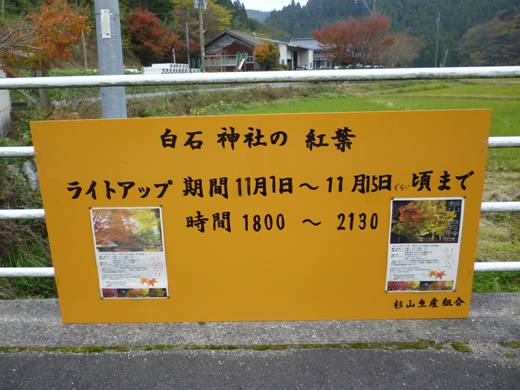 白石 神社の 紅葉
ライトアップ 期間 11月1日～11月15日ぐらい頃まで
時間 1800 ～ 2130
杉山生産組合